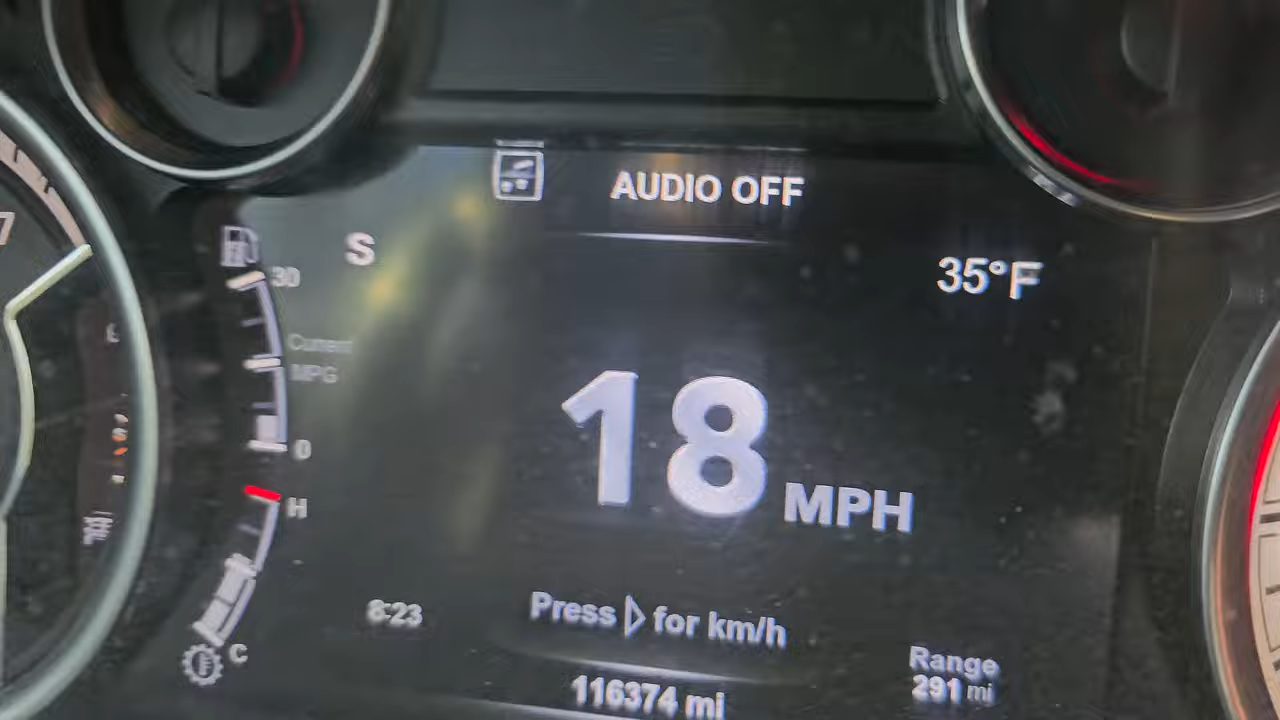 AUDIO OFF
7
S
35°F
30
Current
MPG
0
18 MPH
H
8:23
Press ▷ for km/h
C
Range
291 mi
116374 mi